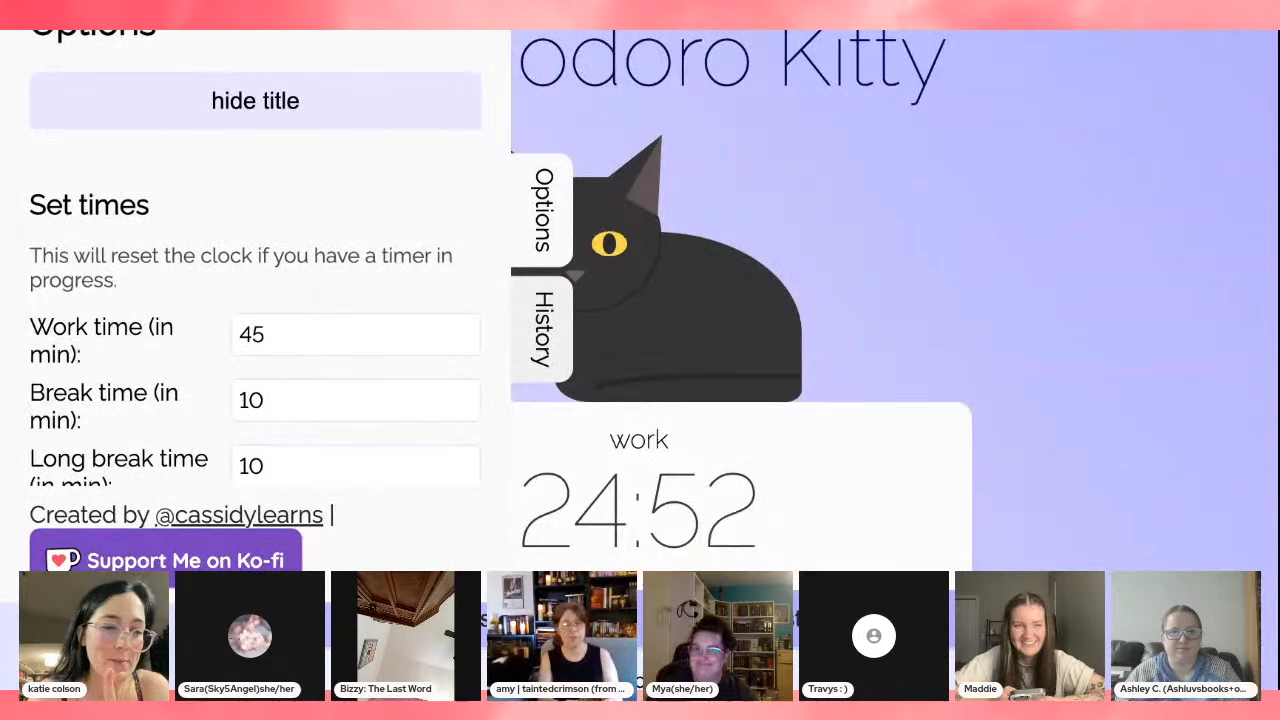 Options
odoro Kitty
hide title
Options
Set times
This will reset the clock if you have a timer in
progress.
History
Work time (in
min):
45
Break time (in
min):
10
Long break time
(in min):
10
work
24:52
Created by @cassidylearns |
Support Me on Ko-fi
katie colson
Sara(Sky5Angel)she/her
Bizzy: The Last Word
amy | taintedcrimson (from ...
Mya(she/her)
Travys : )
Maddie
Ashley C. (Ashluvsbooks+o...